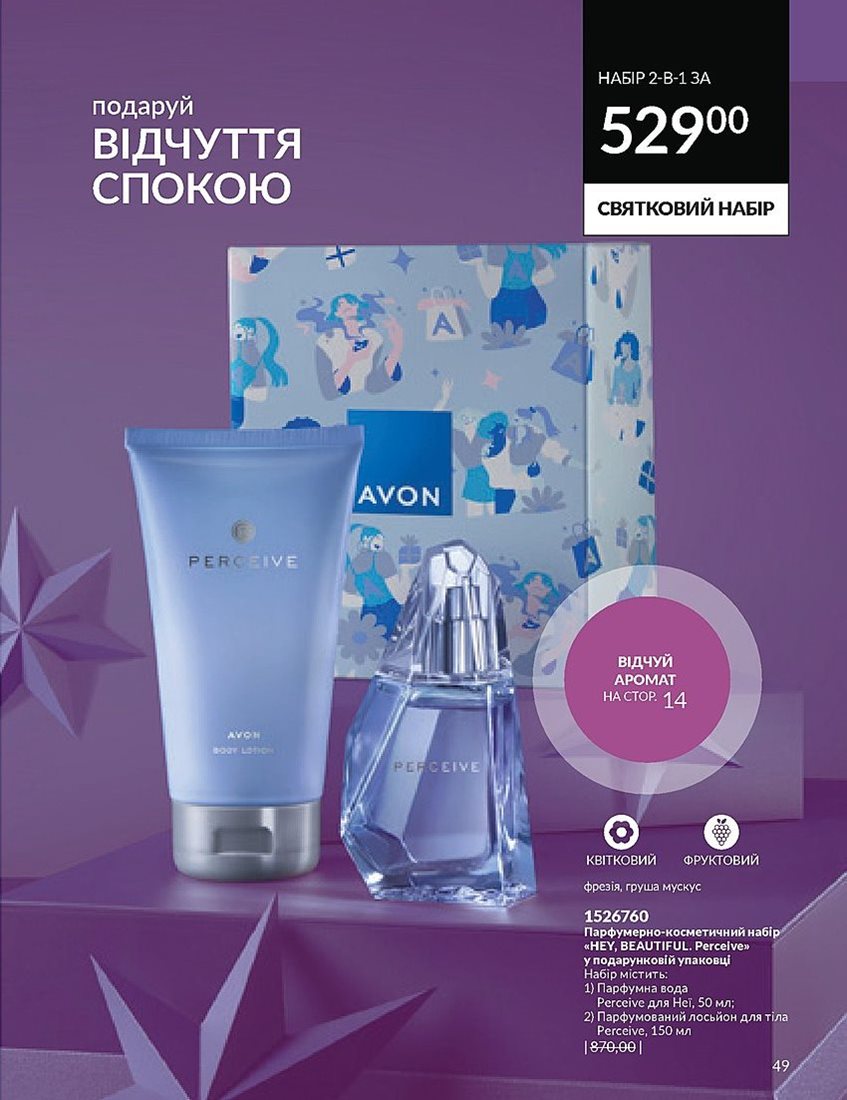 подаруй
ВІДЧУТТЯ
СПОКОЮ
НАБІР 2-В-1 ЗА
529⁰⁰
СВЯТКОВИЙ НАБІР
A
A
A
AVON
PERCEIVE
AVON
BODY LOTION
PERCEIVE
ВІДЧУЙ
АРОМАТ
НА СТОР. 14
КВІТКОВИЙ
ФРУКТОВИЙ
фрезія, груша мускус
1526760
Парфумерно-косметичний набір
«HEY, BEAUTIFUL. Perceive»
у подарунковій упаковці
Набір містить:
1) Парфумна вода
Perceive для Неї, 50 мл;
2) Парфумований лосьйон для тіла
Perceive, 150 мл
| 870,00 |
49